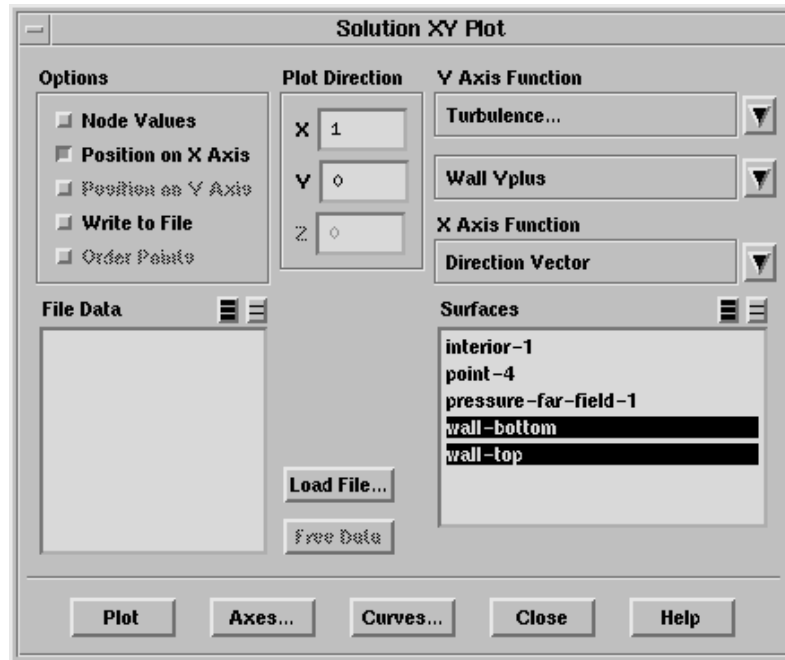 Solution XY Plot
Options
Node Values
Position on X Axis
Position on Y Axis
Write to File
Order Points
Plot Direction
X 1
Y 0
Z 0
Y Axis Function
Turbulence...
Wall Yplus
X Axis Function
Direction Vector
File Data
Load File...
Free Data
Surfaces
interior-1
point-4
pressure-far-field-1
wall-bottom
wall-top
Plot Axes... Curves... Close Help